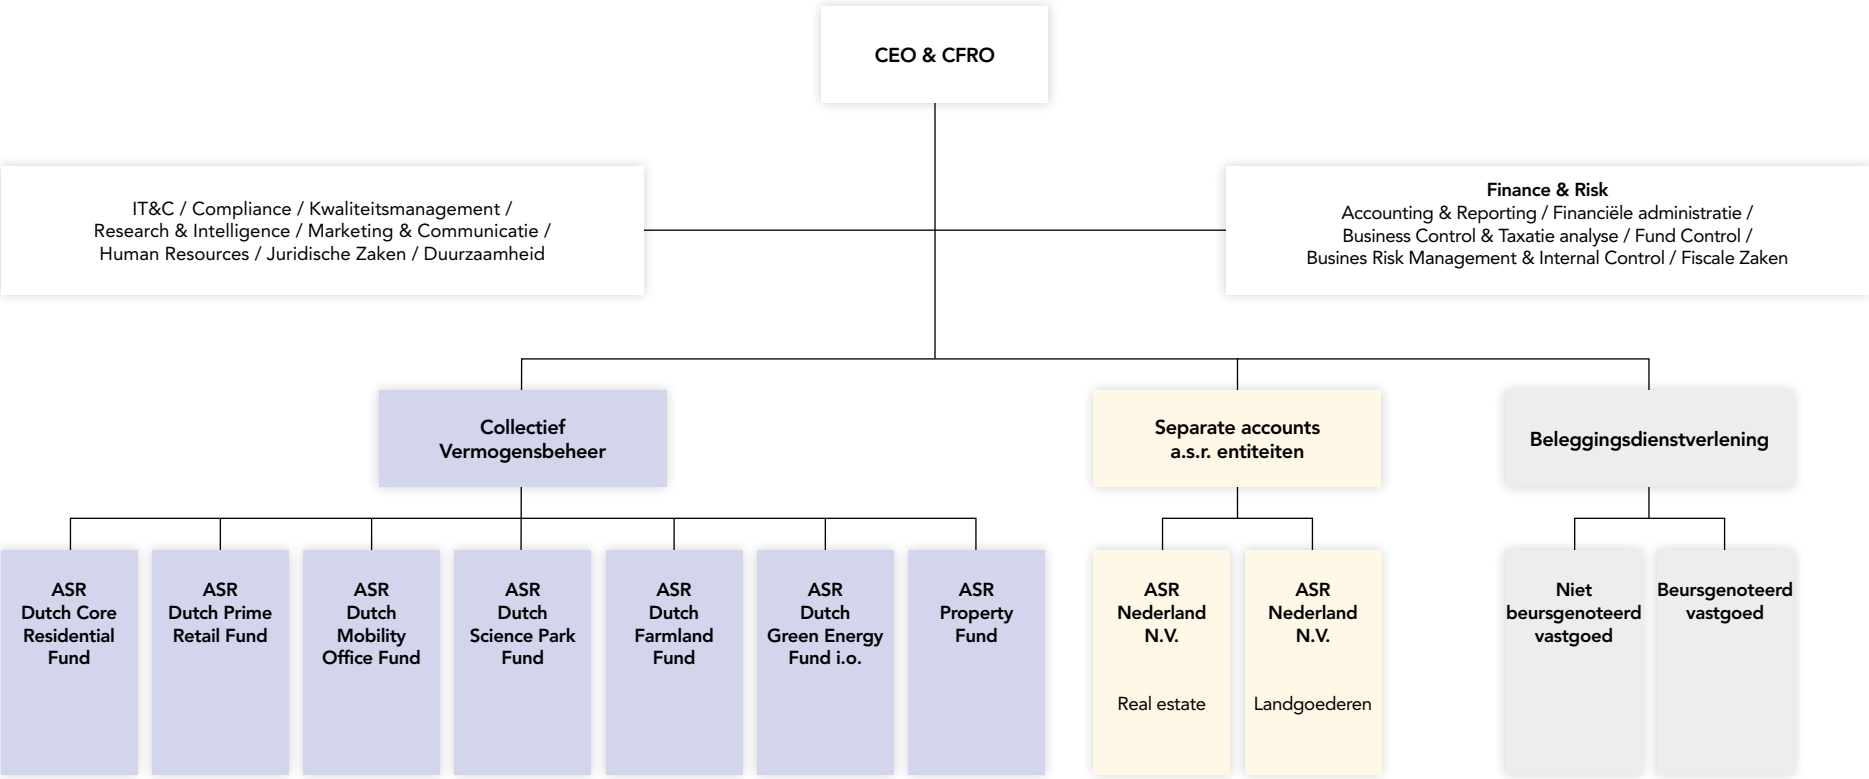 CEO & CFRO
IT&C / Compliance / Kwaliteitsmanagement /
Research & Intelligence / Marketing & Communicatie /
Human Resources / Juridische Zaken / Duurzaamheid
Finance & Risk
Accounting & Reporting / Financiële administratie /
Business Control & Taxatie analyse / Fund Control /
Busines Risk Management & Internal Control / Fiscale Zaken
Collectief
Vermogensbeheer
Separate accounts
a.s.r. entiteiten
Beleggingsdienstverlening
ASR
Dutch Core
Residential
Fund
ASR
Dutch Prime
Retail Fund
ASR
Dutch
Mobility
Office Fund
ASR
Dutch
Science Park
Fund
ASR
Dutch
Farmland
Fund
ASR
Dutch
Green Energy
Fund i.o.
ASR
Property
Fund
ASR
Nederland
N.V.
Real estate
ASR
Nederland
N.V.
Landgoederen
Niet
beursgenoteerd
vastgoed
Beursgenoteerd
vastgoed